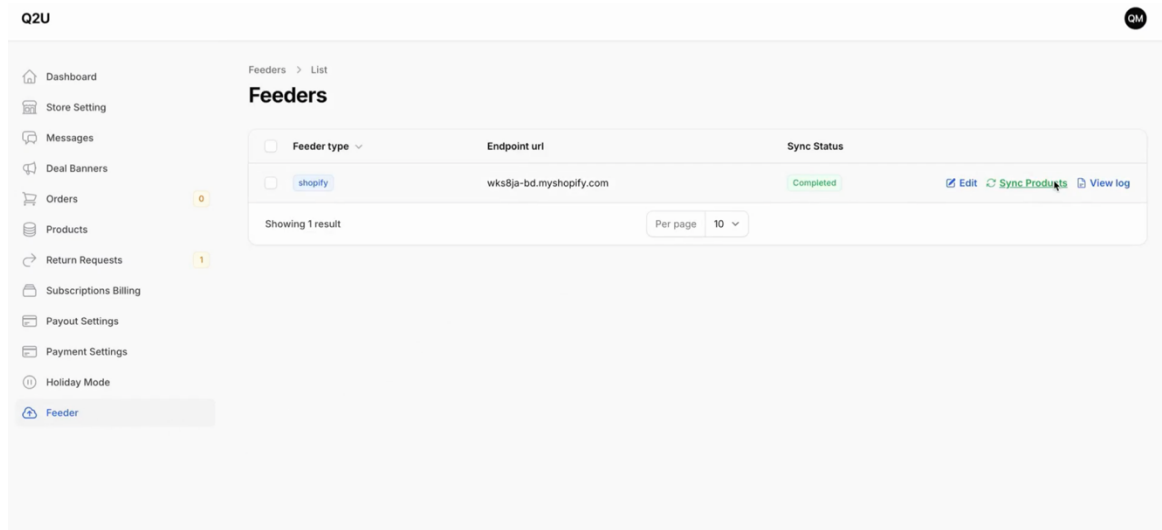 Q2U
QM
Dashboard
Store Setting
Messages
Deal Banners
Orders 0
Products
Return Requests 1
Subscriptions Billing
Payout Settings
Payment Settings
Holiday Mode
Feeder
Feeders > List
Feeders
Feeder type Endpoint url Sync Status
shopify wks8ja-bd.myshopify.com Completed Edit Sync Products View log
Showing 1 result Per page 10